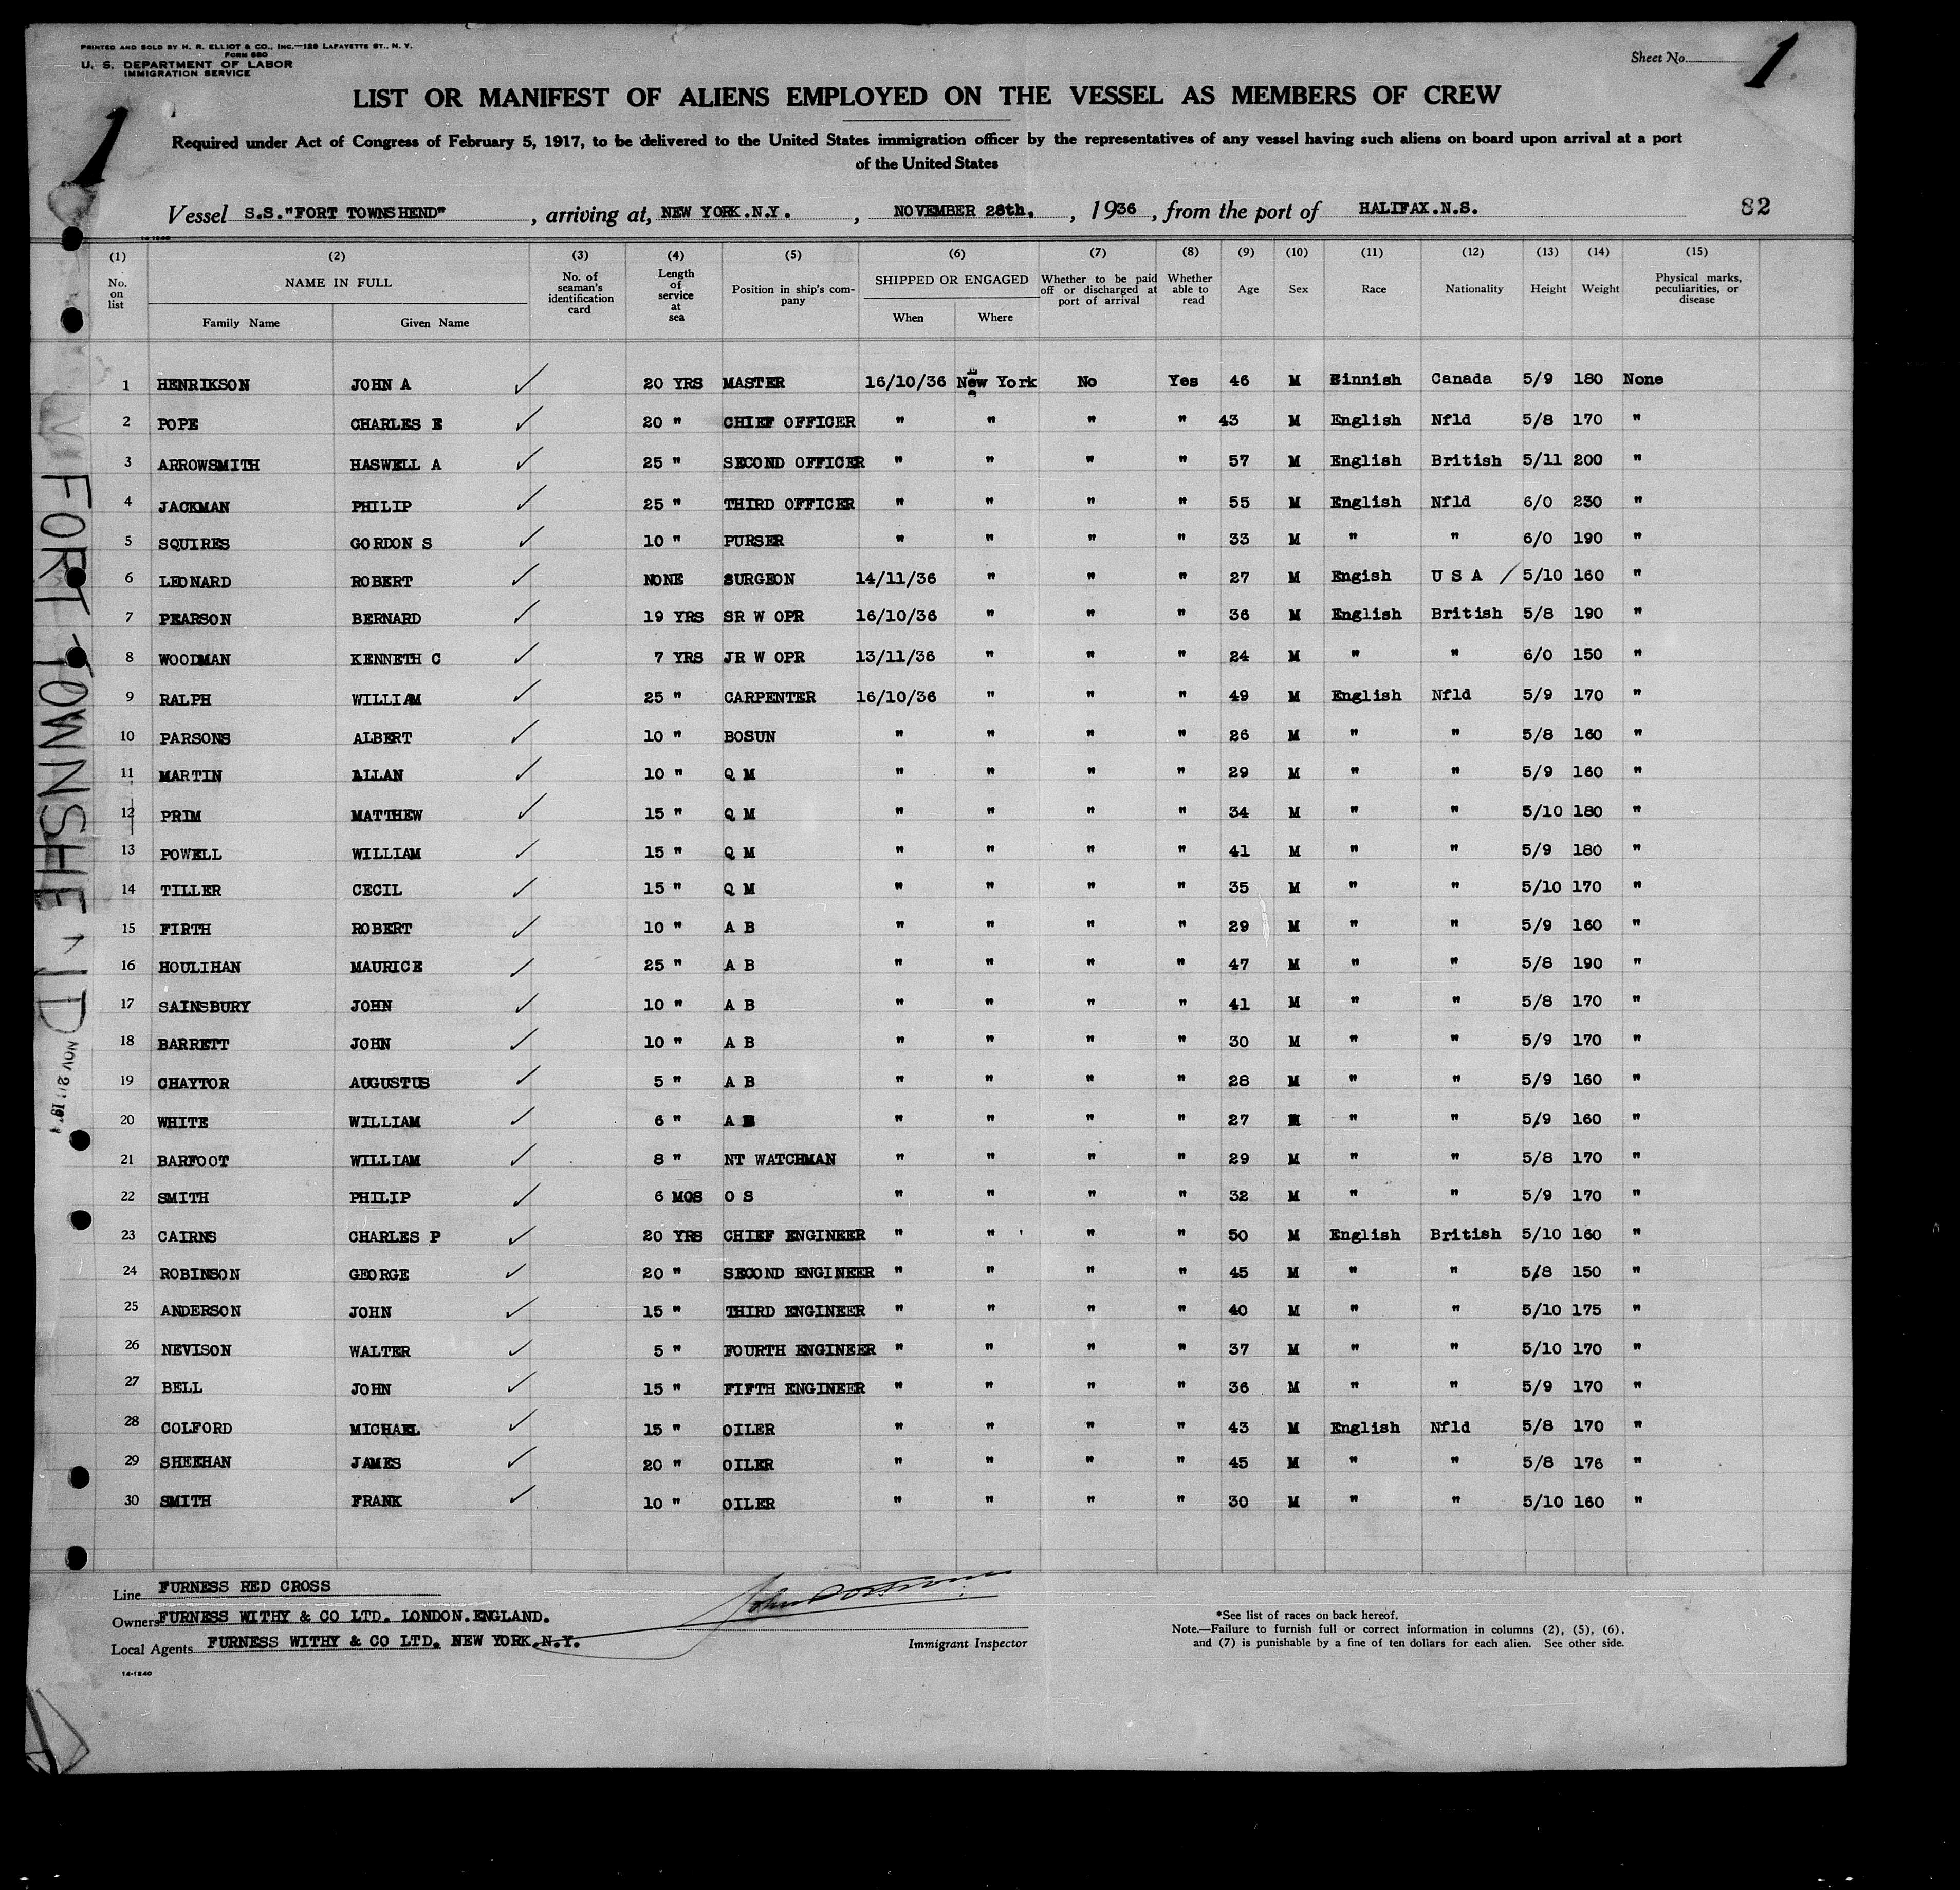 PRINTED AND SOLD BY H. R. ELLIOT & CO., INC.—129 LAFAYETTE ST., N. Y.
FORM 680
U. S. DEPARTMENT OF LABOR
IMMIGRATION SERVICE
Sheet No. 1
1
LIST OR MANIFEST OF ALIENS EMPLOYED ON THE VESSEL AS MEMBERS OF CREW
Required under Act of Congress of February 5, 1917, to be delivered to the United States immigration officer by the representatives of any vessel having such aliens on board upon arrival at a port
of the United States
Vessel S.S."FORT TOWNSHEND" , arriving at, NEW YORK.N.Y. , NOVEMBER 28th. , 1936 , from the port of HALIFAX.N.S. 82
14-1240
(1) (2) (3) (4) (5) (6) (7) (8) (9) (10) (11) (12) (13) (14) (15)
No. on list NAME IN FULL Family Name Given Name No. of seaman's identification card Length of service at sea Position in ship's company SHIPPED OR ENGAGED When Where Whether to be paid off or discharged at port of arrival Whether able to read Age Sex Race Nationality Height Weight Physical marks, peculiarities, or disease
1 HENRIKSON JOHN A ✓ 20 YRS MASTER 16/10/36 New York No Yes 46 M Finnish Canada 5/9 180 None
2 POPE CHARLES E ✓ 20 " CHIEF OFFICER " " " " 43 M English Nfld 5/8 170 "
3 ARROWSMITH HASWELL A ✓ 25 " SECOND OFFICER " " " " 57 M English British 5/11 200 "
4 JACKMAN PHILIP ✓ 25 " THIRD OFFICER " " " " 55 M English Nfld 6/0 230 "
5 SQUIRES GORDON S ✓ 10 " PURSER " " " " 33 M " " 6/0 190 "
6 LEONARD ROBERT ✓ NONE SURGEON 14/11/36 " " " 27 M Engish U S A / 5/10 160 "
7 PEARSON BERNARD ✓ 19 YRS SR W OPR 16/10/36 " " " 36 M English British 5/8 190 "
8 WOODMAN KENNETH C ✓ 7 YRS JR W OPR 13/11/36 " " " 24 M " " 6/0 150 "
9 RALPH WILLIAM ✓ 25 " CARPENTER 16/10/36 " " " 49 M English Nfld 5/9 170 "
10 PARSONS ALBERT ✓ 10 " BOSUN " " " " 26 M " " 5/8 160 "
11 MARTIN ALLAN ✓ 10 " Q M " " " " 29 M " " 5/9 160 "
12 PRIM MATTHEW ✓ 15 " Q M " " " " 34 M " " 5/10 180 "
13 POWELL WILLIAM ✓ 15 " Q M " " " " 41 M " " 5/9 180 "
14 TILLER CECIL ✓ 15 " Q M " " " " 35 M " " 5/10 170 "
15 FIRTH ROBERT ✓ 10 " A B " " " " 29 M " " 5/9 160 "
16 HOULIHAN MAURICE ✓ 25 " A B " " " " 47 M " " 5/8 190 "
17 SAINSBURY JOHN ✓ 10 " A B " " " " 41 M " " 5/8 170 "
18 BARRETT JOHN ✓ 10 " A B " " " " 30 M " " 5/9 170 "
19 CHAYTOR AUGUSTUS ✓ 5 " A B " " " " 28 M " " 5/9 160 "
20 WHITE WILLIAM ✓ 6 " A B " " " " 27 M " " 5/9 160 "
21 BARFOOT WILLIAM ✓ 8 " NT WATCHMAN " " " " 29 M " " 5/8 170 "
22 SMITH PHILIP ✓ 6 MOS O S " " " " 32 M " " 5/9 170 "
23 CAIRNS CHARLES P ✓ 20 YRS CHIEF ENGINEER " " " " 50 M English British 5/10 160 "
24 ROBINSON GEORGE ✓ 20 " SECOND ENGINEER " " " " 45 M " " 5/8 150 "
25 ANDERSON JOHN ✓ 15 " THIRD ENGINEER " " " " 40 M " " 5/10 175 "
26 NEVISON WALTER ✓ 5 " FOURTH ENGINEER " " " " 37 M " " 5/10 170 "
27 BELL JOHN ✓ 15 " FIFTH ENGINEER " " " " 36 M " " 5/9 170 "
28 COLFORD MICHAEL ✓ 15 " OILER " " " " 43 M English Nfld 5/8 170 "
29 SHEEHAN JAMES ✓ 20 " OILER " " " " 45 M " " 5/8 176 "
30 SMITH FRANK ✓ 10 " OILER " " " " 30 M " " 5/10 160 "
FORT TOWNSHEND
NOV
Line FURNESS RED CROSS
Owners FURNESS WITHY & CO LTD. LONDON.ENGLAND.
Local Agents FURNESS WITHY & CO LTD. NEW YORK.N.Y.
Immigrant Inspector
*See list of races on back hereof.
Note.—Failure to furnish full or correct information in columns (2), (5), (6),
and (7) is punishable by a fine of ten dollars for each alien. See other side.
14-1240